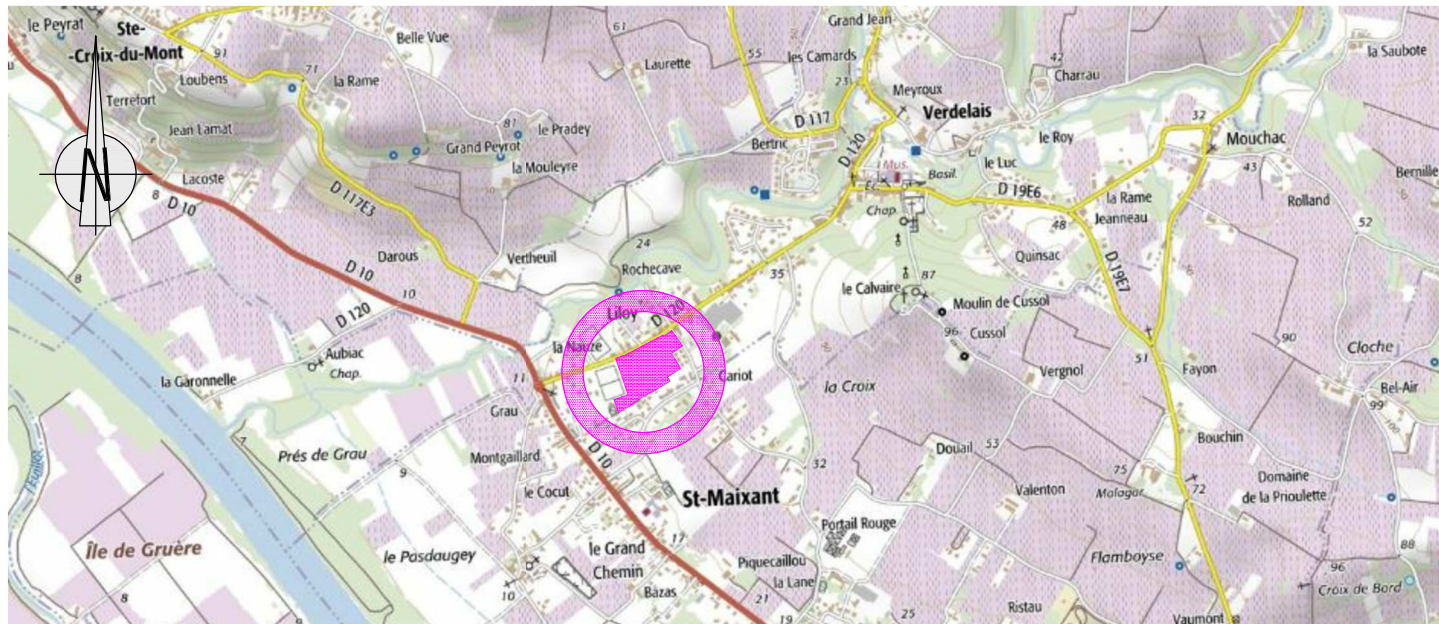 le Peyrat
Ste-
-Croix-du-Mont
91
Loubens
71
la Rame
Belle Vue
61
Laurette
55
Grand Jean
les Camards
23
Meyroux
Verdelais
42
Charrau
la Saubote
Terrefort
Jean Lamat
81
le Pradey
Grand Peyrot
la Mouleyre
D 117
Bertric
D 120
Mus.
Éc.
Basil.
Chap.
le Luc
le Roy
32
Mouchac
43
Bernille
N
Lacoste
8
D 10
D 117E3
D 19E6
la Rame
Jeanneau
48
Rolland
52
Darous
Vertheuil
24
Rochecave
35
87
le Calvaire
Quinsac
D 19E7
Moulin de Cussol
96
Cussol
8
D 10
10
D 120
Liloy
D 120
la Nauze
Aubiac
Chap.
la Garonnelle
11
Cariot
la Croix
Vergnol
51
Fayon
90
Cloche
Bel-Air
99
100
Grau
7
Prés de Grau
Montgaillard
D 10
9
le Cocut
32
Douail
53
Bouchin
75
Malagar
72
Domaine
de la Prioulette
Valenton
St-Maixant
Portail Rouge
Île de Gruère
le Pasdaugey
le Grand
Chemin
17
Piquecaillou
la Lane
Flamboyse
88
96
Croix de Bord
8
10
Bazas
21
19
25
Ristau
Vaumont